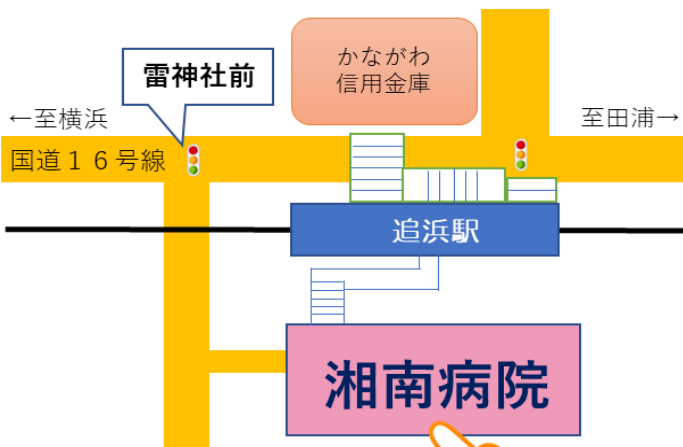 かながわ
信用金庫
雷神社前
←至横浜
至田浦→
国道１６号線
追浜駅
湘南病院